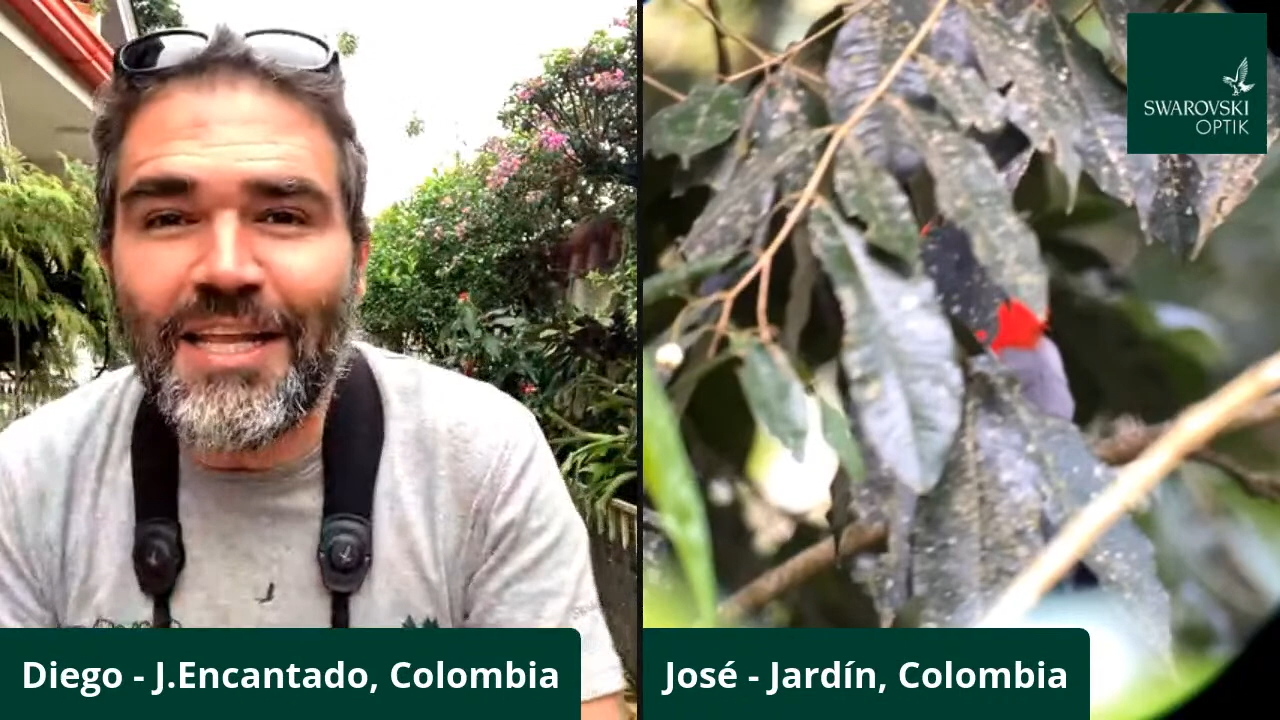 SWAROVSKI
OPTIK
Diego - J.Encantado, Colombia
José - Jardín, Colombia